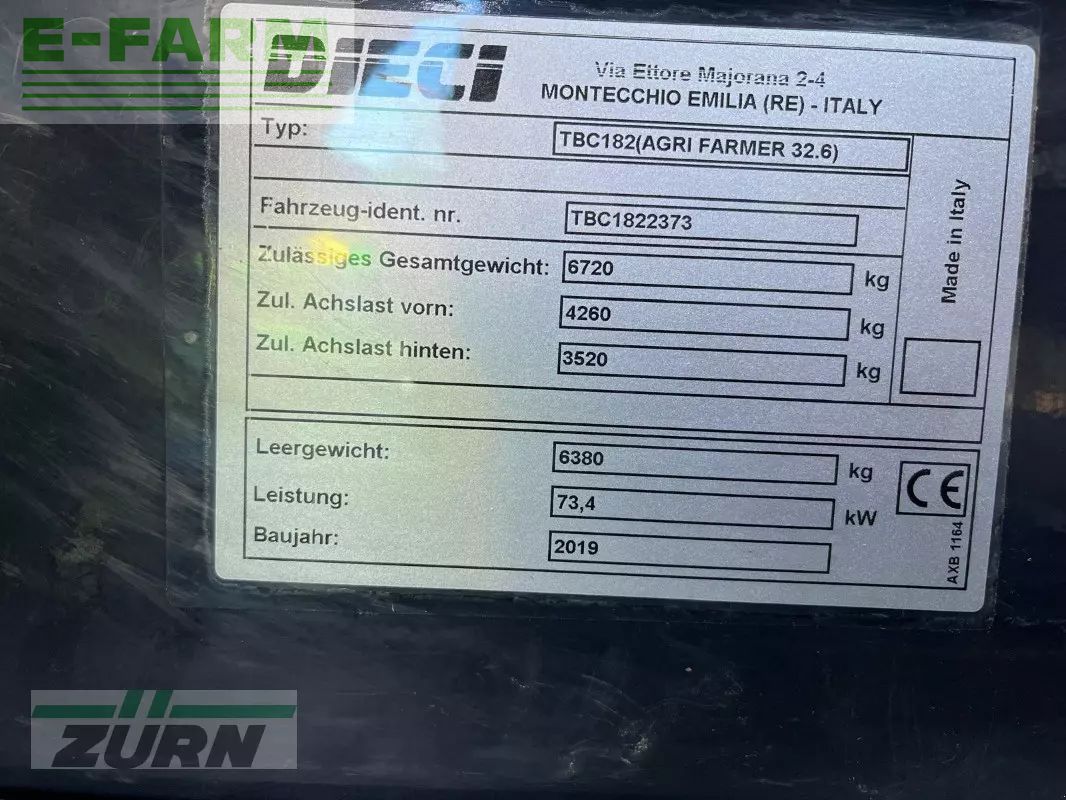 E-FARM
DIECI
Via Ettore Majorana 2-4
MONTECCHIO EMILIA (RE) - ITALY
Typ: TBC182(AGRI FARMER 32.6)
Fahrzeug-ident. nr. TBC1822373
Zulässiges Gesamtgewicht: 6720 kg
Zul. Achslast vorn: 4260 kg
Zul. Achslast hinten: 3520 kg
Made in Italy
Leergewicht: 6380 kg
Leistung: 73,4 kW
Baujahr: 2019
CE
AXB 1164
ZÜRN